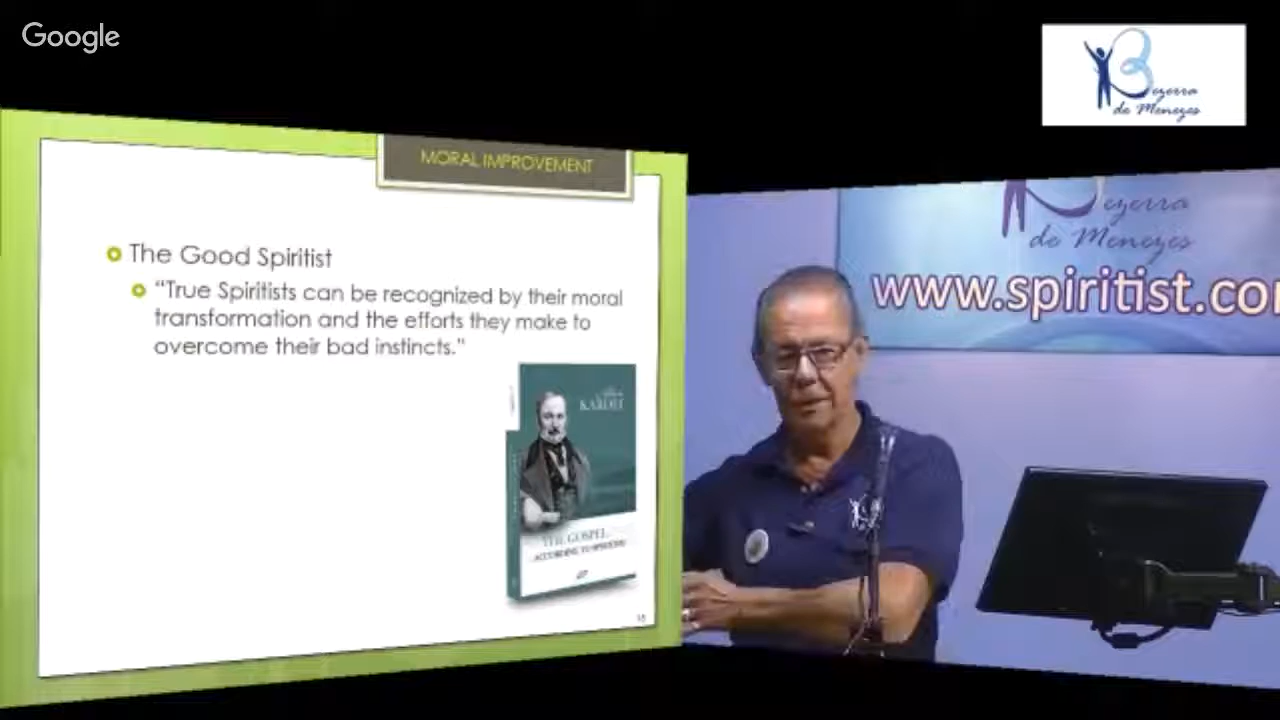 Google
Bezerra
de Menezes
MORAL IMPROVEMENT
The Good Spiritist
“True Spiritists can be recognized by their moral
transformation and the efforts they make to
overcome their bad instincts.”
KARDEC
THE GOSPEL
ACCORDING TO SPIRITISM
Bezerra
de Menezes
www.spiritist.co